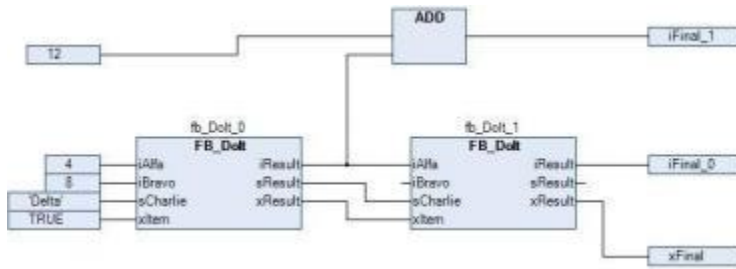 ADD
12
iFinal_1
fb_DoIt_0
fb_DoIt_1
FB_DoIt
FB_DoIt
4
iAlfa
iResult
iAlfa
iResult
iFinal_0
8
iBravo
sResult
iBravo
sResult
'Delta'
sCharlie
xResult
sCharlie
xResult
TRUE
xItem
xItem
xFinal